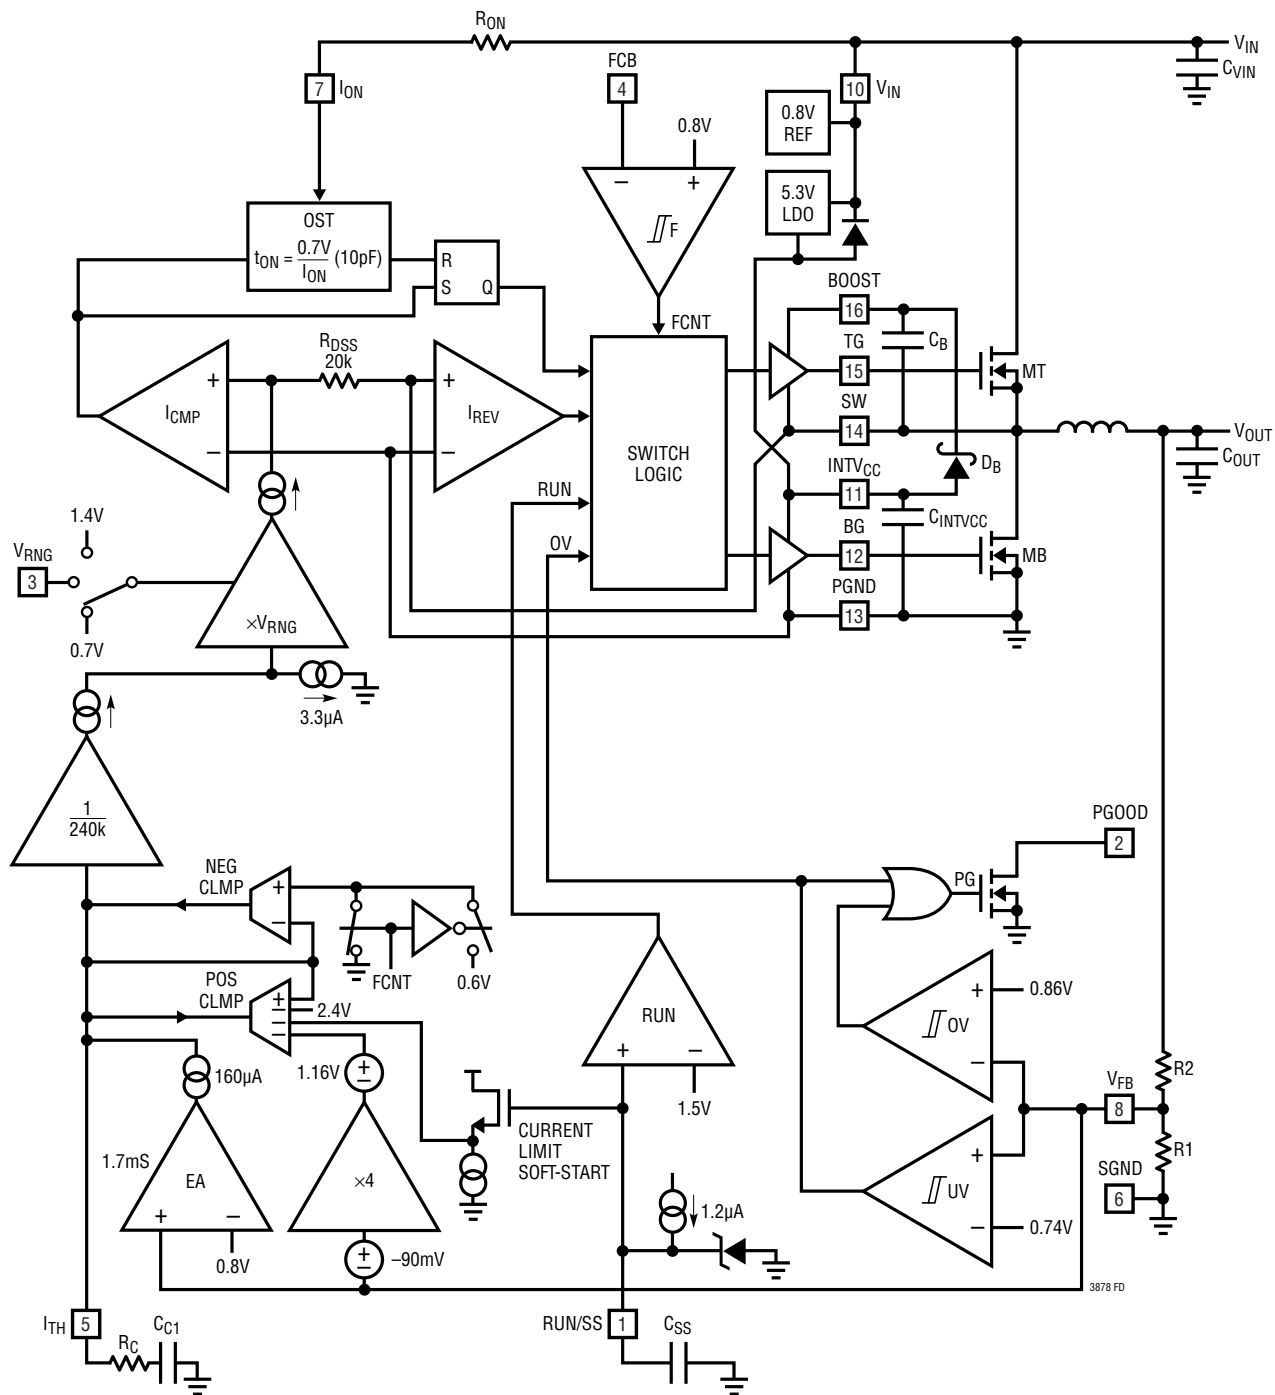 RON
VIN
CVIN
7
ION
FCB
4
10
VIN
0.8V
REF
0.8V
–
+
F
5.3V
LDO
OST
tON = 0.7V/ION (10pF)
R
S
Q
FCNT
BOOST
16
CB
TG
15
MT
RDSS
20k
+
ICMP
–
+
IREV
–
SW
14
VOUT
COUT
SWITCH
LOGIC
DB
INTVCC
11
CINTVCC
RUN
OV
BG
12
MB
PGND
13
1.4V
VRNG
3
0.7V
×VRNG
3.3µA
1
240k
PGOOD
2
NEG
CLMP
+
–
PG
FCNT
0.6V
POS
CLMP
+
–
–
–
2.4V
RUN
+
–
1.5V
+
0.86V
OV
–
160µA
1.16V
+
–
R2
VFB
8
CURRENT
LIMIT
SOFT-START
1.7mS
EA
+
–
0.8V
×4
+
–
–90mV
1.2µA
+
UV
–
0.74V
R1
SGND
6
3878 FD
ITH
5
RC
CC1
RUN/SS
1
CSS